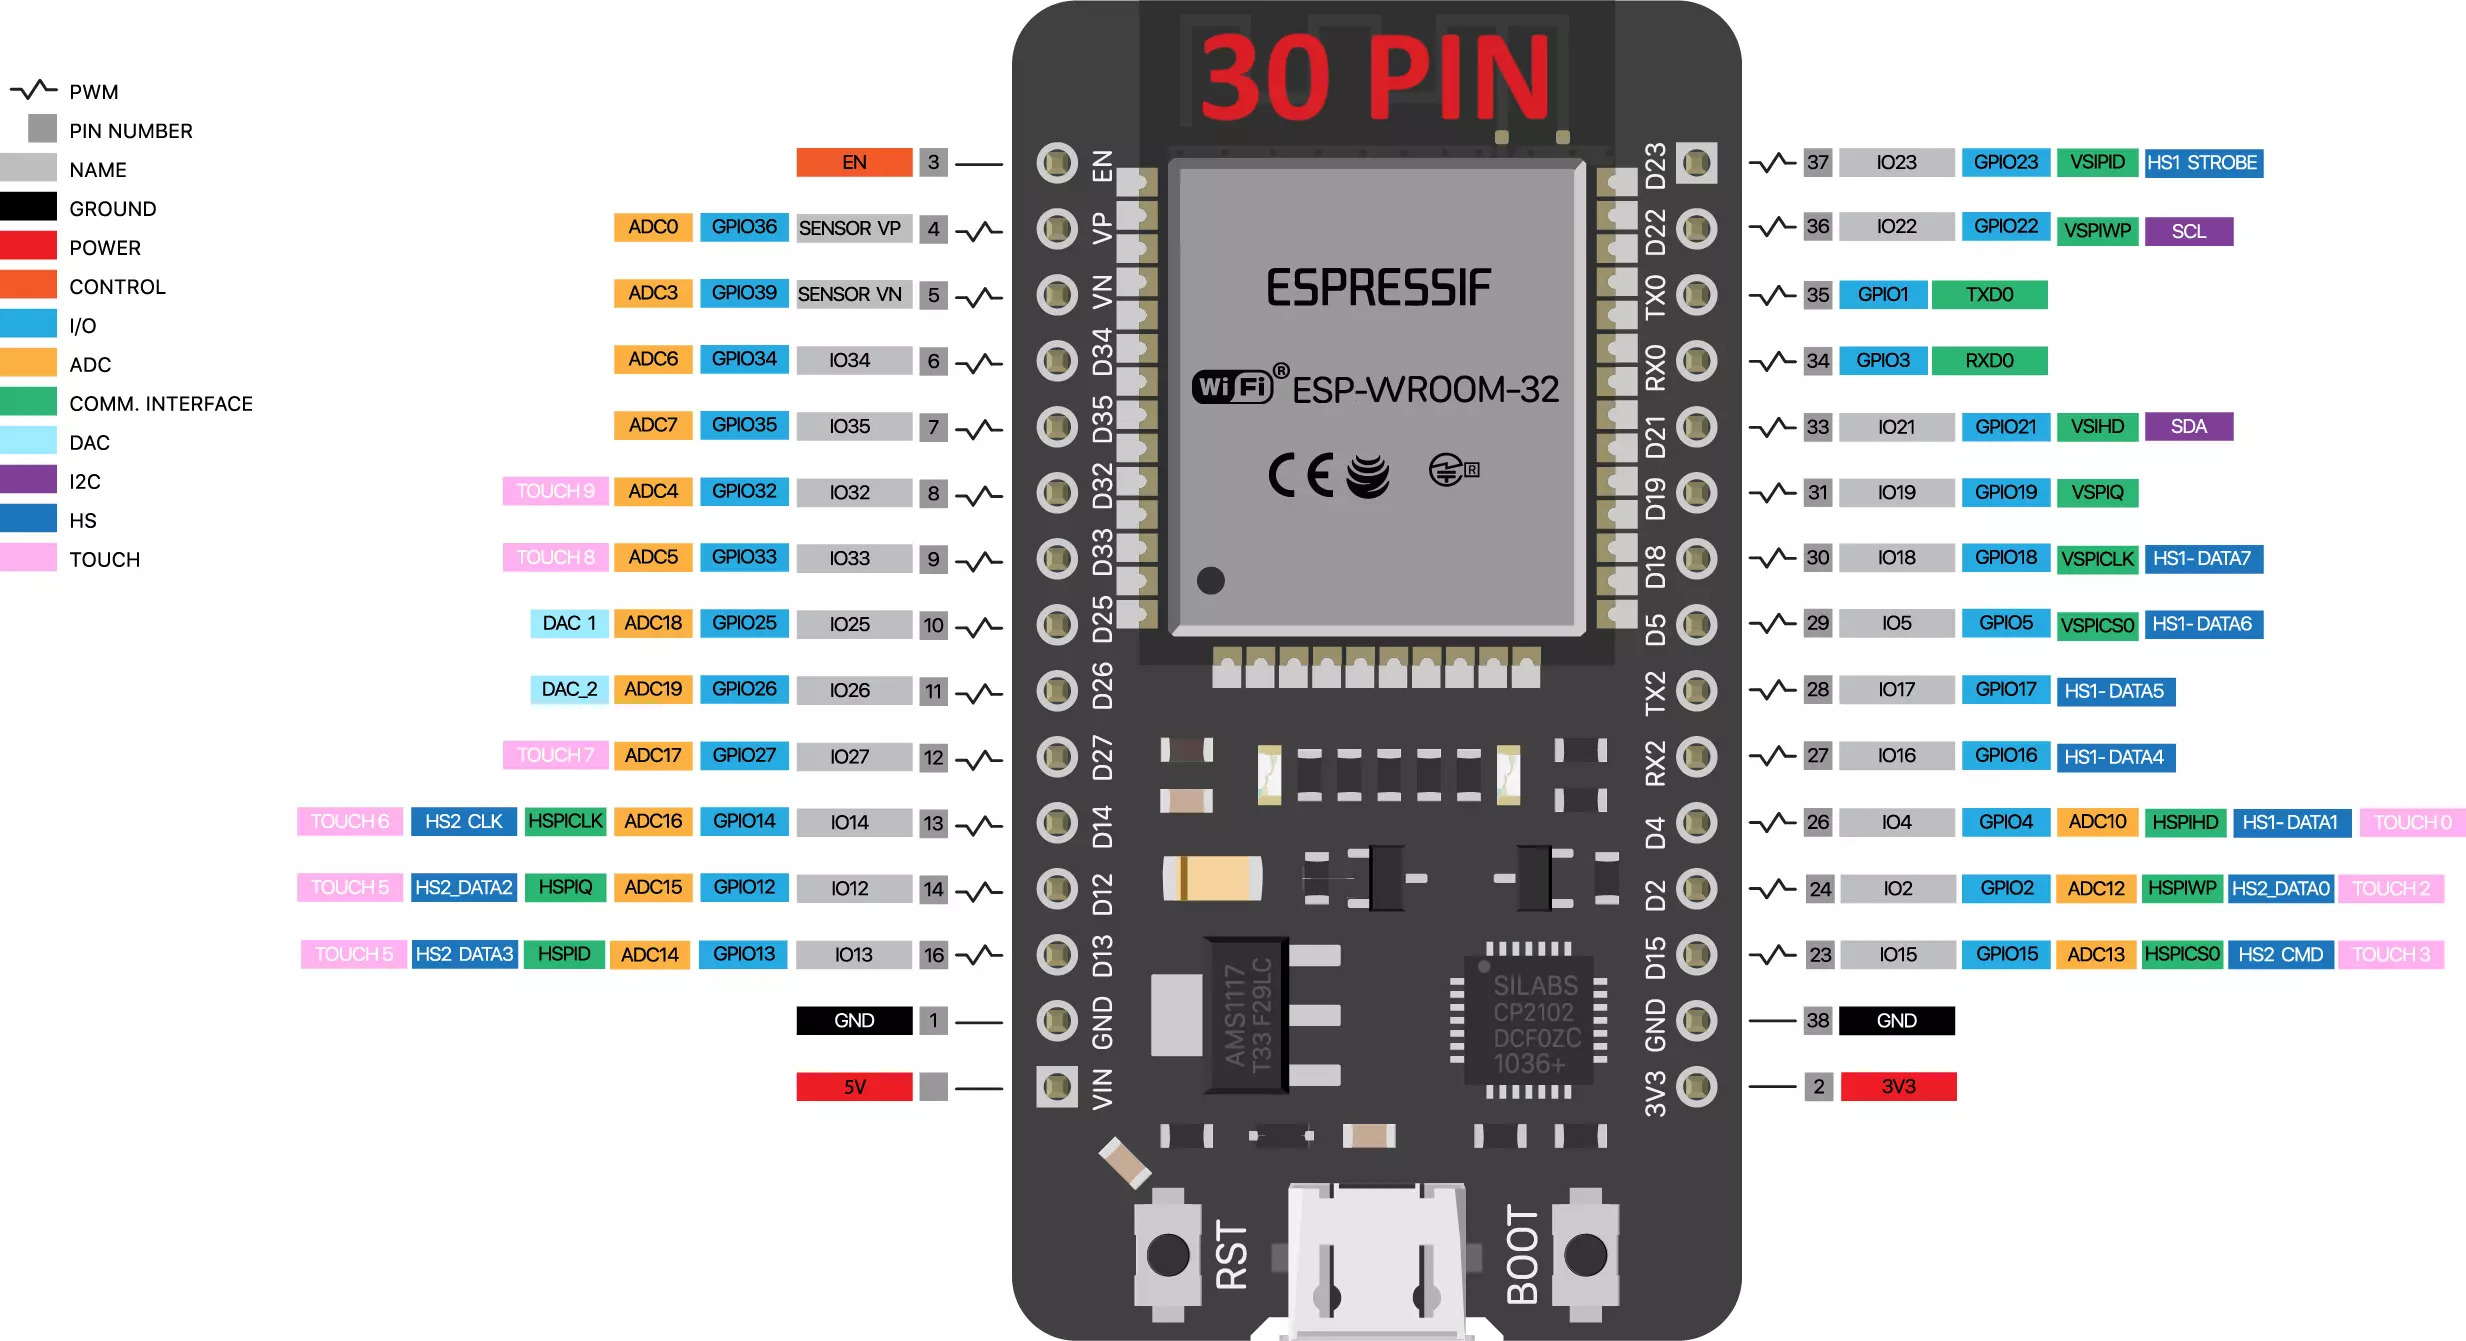 30 PIN
PWM
PIN NUMBER
NAME
GROUND
POWER
CONTROL
I/O
ADC
COMM. INTERFACE
DAC
I2C
HS
TOUCH
EN 3
ADC0 GPIO36 SENSOR VP 4
ADC3 GPIO39 SENSOR VN 5
ADC6 GPIO34 IO34 6
ADC7 GPIO35 IO35 7
TOUCH 9 ADC4 GPIO32 IO32 8
TOUCH 8 ADC5 GPIO33 IO33 9
DAC 1 ADC18 GPIO25 IO25 10
DAC_2 ADC19 GPIO26 IO26 11
TOUCH 7 ADC17 GPIO27 IO27 12
TOUCH 6 HS2 CLK HSPICLK ADC16 GPIO14 IO14 13
TOUCH 5 HS2_DATA2 HSPIQ ADC15 GPIO12 IO12 14
TOUCH 5 HS2 DATA3 HSPID ADC14 GPIO13 IO13 16
GND 1
5V
EN
VP
VN
D34
D35
D32
D33
D25
D26
D27
D14
D12
D13
GND
VIN
ESPRESSIF
WiFi ® ESP-WROOM-32
CE R
AMS1117
T33 F29LC
SILABS
CP2102
DCF0ZC
1036+
RST
BOOT
D23
D22
TX0
RX0
D21
D19
D18
D5
TX2
RX2
D4
D2
D15
GND
3V3
37 IO23 GPIO23 VSIPID HS1 STROBE
36 IO22 GPIO22 VSPIWP SCL
35 GPIO1 TXD0
34 GPIO3 RXD0
33 IO21 GPIO21 VSIHD SDA
31 IO19 GPIO19 VSPIQ
30 IO18 GPIO18 VSPICLK HS1-DATA7
29 IO5 GPIO5 VSPICS0 HS1-DATA6
28 IO17 GPIO17 HS1-DATA5
27 IO16 GPIO16 HS1-DATA4
26 IO4 GPIO4 ADC10 HSPIHD HS1-DATA1 TOUCH 0
24 IO2 GPIO2 ADC12 HSPIWP HS2_DATA0 TOUCH 2
23 IO15 GPIO15 ADC13 HSPICS0 HS2 CMD TOUCH 3
38 GND
2 3V3